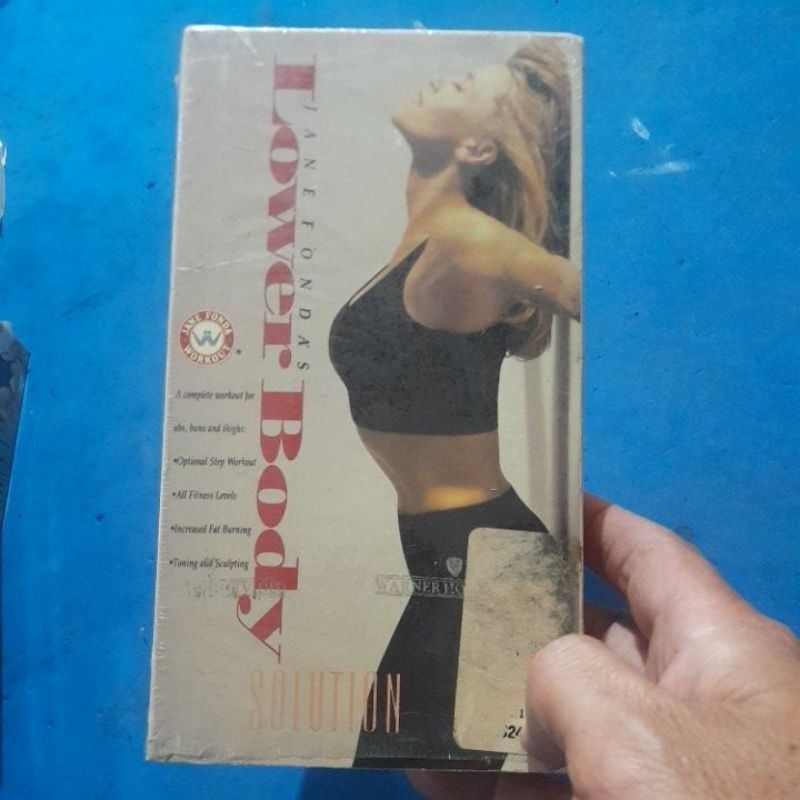 JANE FONDA'S
Lower Body
SOLUTION
JANE FONDA
WORKOUT
A complete workout for
abs, buns and thighs:
•Optional Step Workout
•All Fitness Levels
•Increased Fat Burning
•Toning and Sculpting
WARNER